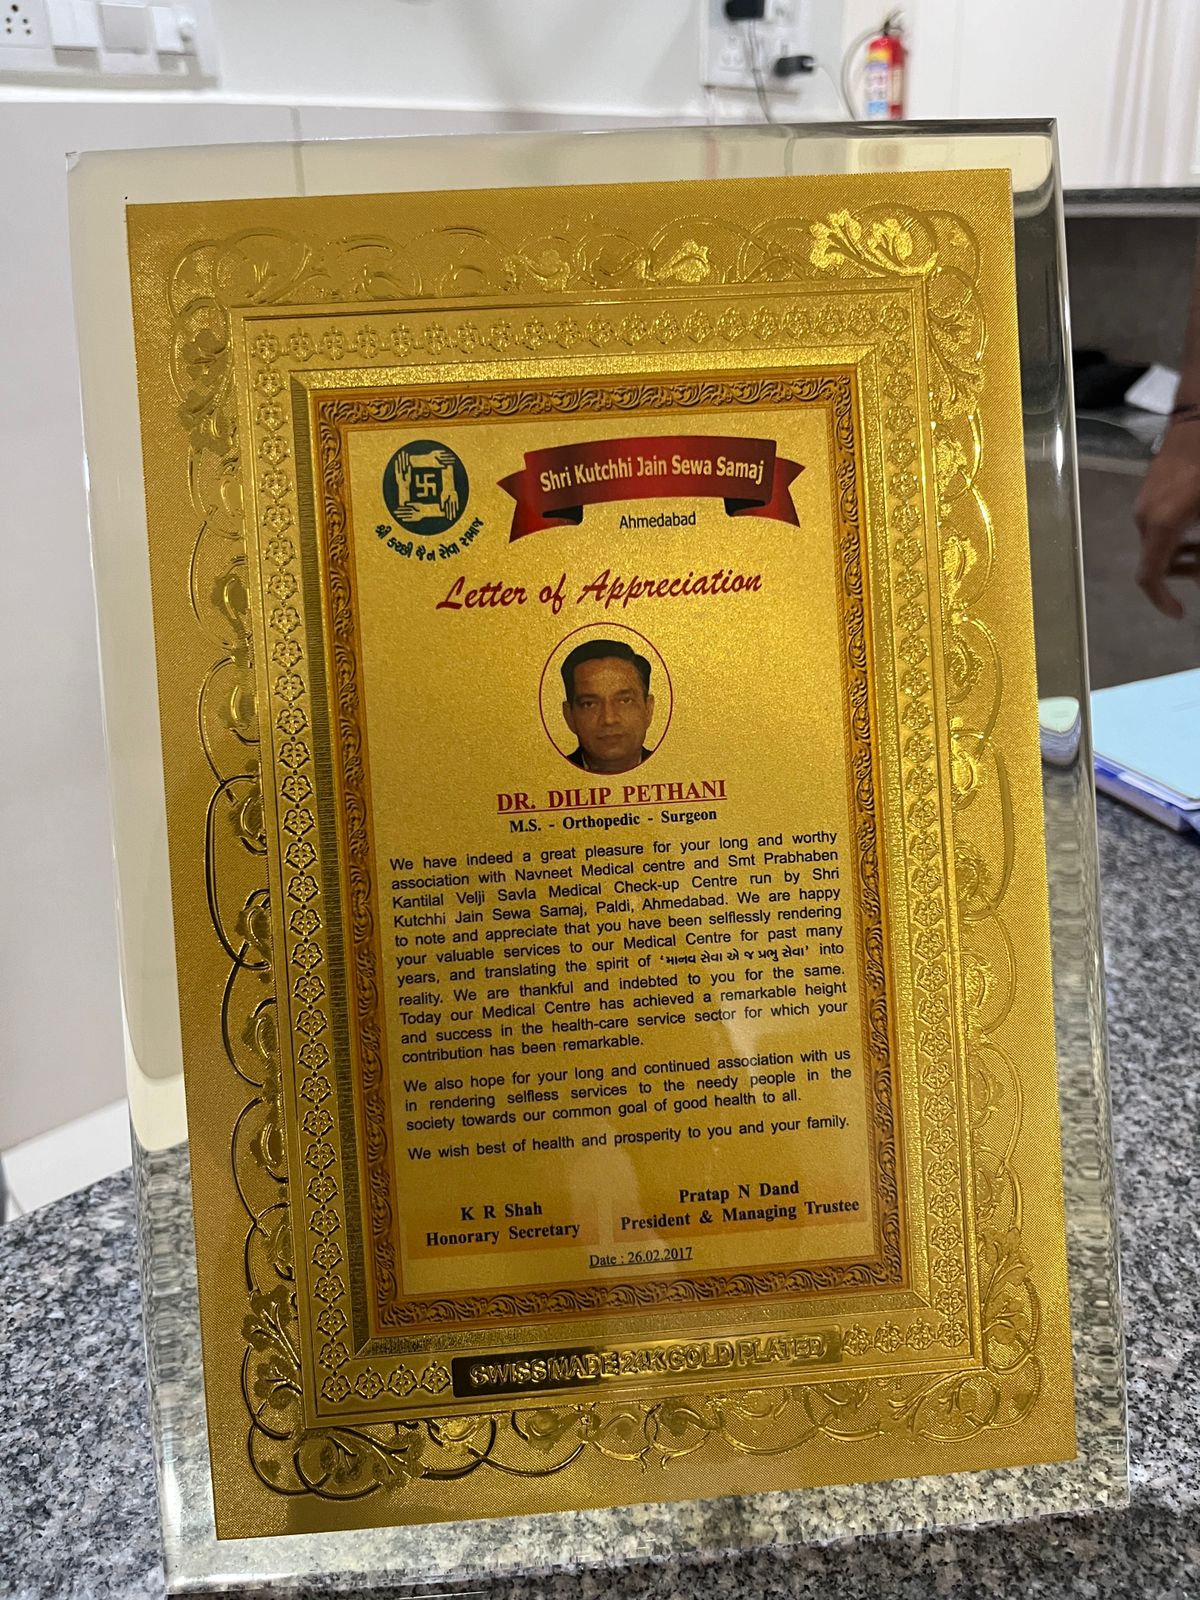 શ્રી કચ્છી જૈન સેવા સમાજ
Shri Kutchhi Jain Sewa Samaj
Ahmedabad
Letter of Appreciation
DR. DILIP PETHANI
M.S. - Orthopedic - Surgeon
We have indeed a great pleasure for your long and worthy
association with Navneet Medical centre and Smt Prabhaben
Kantilal Velji Savla Medical Check-up Centre run by Shri
Kutchhi Jain Sewa Samaj, Paldi, Ahmedabad. We are happy
to note and appreciate that you have been selflessly rendering
your valuable services to our Medical Centre for past many
years, and translating the spirit of ‘માનવ સેવા એ જ પ્રભુ સેવા’ into
reality. We are thankful and indebted to you for the same.
Today our Medical Centre has achieved a remarkable height
and success in the health-care service sector for which your
contribution has been remarkable.
We also hope for your long and continued association with us
in rendering selfless services to the needy people in the
society towards our common goal of good health to all.
We wish best of health and prosperity to you and your family.
K R Shah
Honorary Secretary
Pratap N Dand
President & Managing Trustee
Date : 26.02.2017
SWISS MADE 24K GOLD PLATED